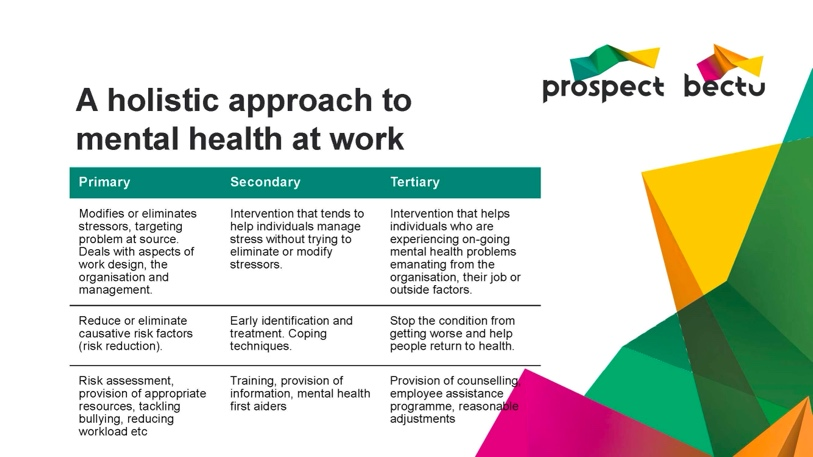 prospect bectu
A holistic approach to
mental health at work
Primary Secondary Tertiary
Modifies or eliminates
stressors, targeting
problem at source.
Deals with aspects of
work design, the
organisation and
management.
Intervention that tends to
help individuals manage
stress without trying to
eliminate or modify
stressors.
Intervention that helps
individuals who are
experiencing on-going
mental health problems
emanating from the
organisation, their job or
outside factors.
Reduce or eliminate
causative risk factors
(risk reduction).
Early identification and
treatment. Coping
techniques.
Stop the condition from
getting worse and help
people return to health.
Risk assessment,
provision of appropriate
resources, tackling
bullying, reducing
workload etc
Training, provision of
information, mental health
first aiders
Provision of counselling,
employee assistance
programme, reasonable
adjustments